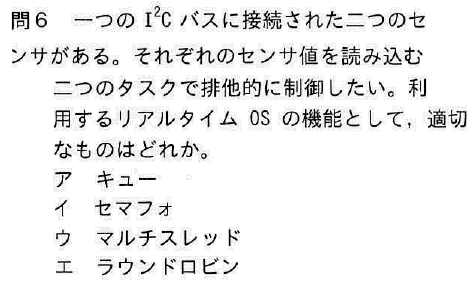 問6 一つの I²C バスに接続された二つのセ
ンサがある。それぞれのセンサ値を読み込む
二つのタスクで排他的に制御したい。利
用するリアルタイム OS の機能として，適切
なものはどれか。
ア キュー
イ セマフォ
ウ マルチスレッド
エ ラウンドロビン